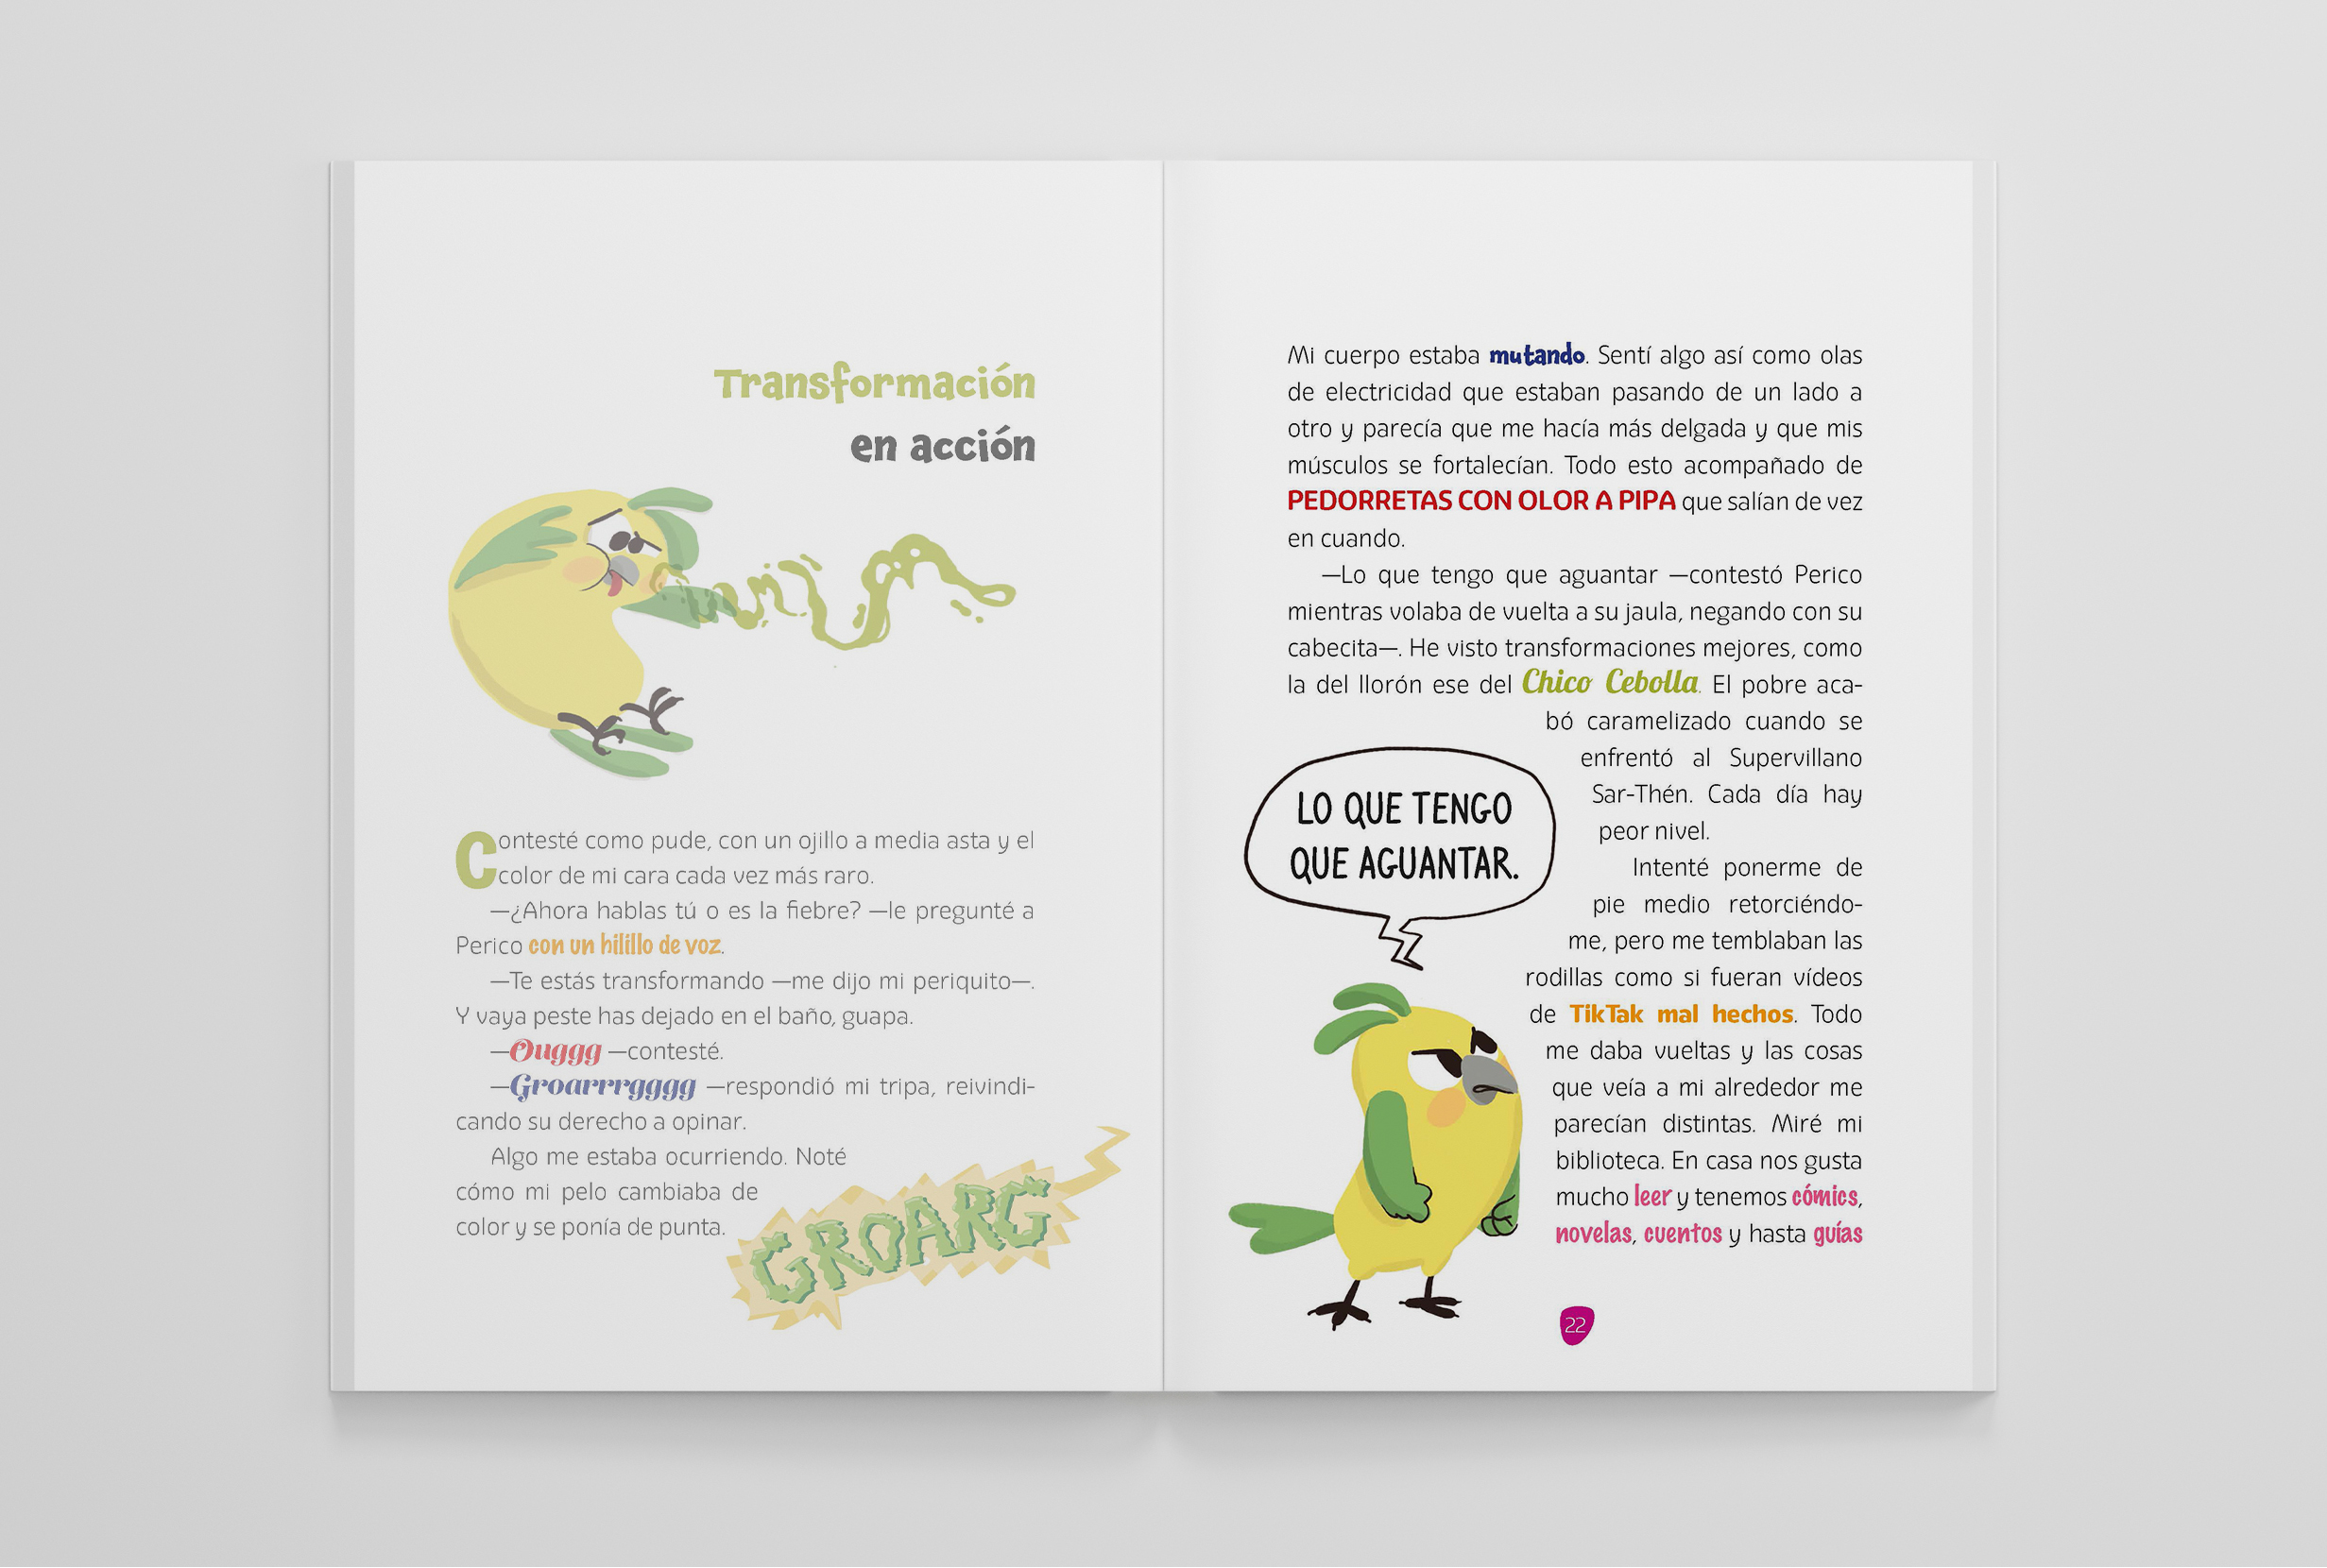 Transformación
en acción
Contesté como pude, con un ojillo a media asta y el
color de mi cara cada vez más raro.
—¿Ahora hablas tú o es la fiebre? —le pregunté a
Perico con un hilillo de voz.
—Te estás transformando —me dijo mi periquito—.
Y vaya peste has dejado en el baño, guapa.
—Ouggg —contesté.
—Groarrrgggg —respondió mi tripa, reivindi-
cando su derecho a opinar.
Algo me estaba ocurriendo. Noté
cómo mi pelo cambiaba de
color y se ponía de punta.
GROARG
Mi cuerpo estaba mutando. Sentí algo así como olas
de electricidad que estaban pasando de un lado a
otro y parecía que me hacía más delgada y que mis
músculos se fortalecían. Todo esto acompañado de
PEDORRETAS CON OLOR A PIPA que salían de vez
en cuando.
—Lo que tengo que aguantar —contestó Perico
mientras volaba de vuelta a su jaula, negando con su
cabecita—. He visto transformaciones mejores, como
la del llorón ese del Chico Cebolla. El pobre aca-
bó caramelizado cuando se
enfrentó al Supervillano
Sar-Thén. Cada día hay
peor nivel.
Intenté ponerme de
pie medio retorciéndo-
me, pero me temblaban las
rodillas como si fueran vídeos
de TikTak mal hechos. Todo
me daba vueltas y las cosas
que veía a mi alrededor me
parecían distintas. Miré mi
biblioteca. En casa nos gusta
mucho leer y tenemos cómics,
novelas, cuentos y hasta guías
LO QUE TENGO
QUE AGUANTAR.
22